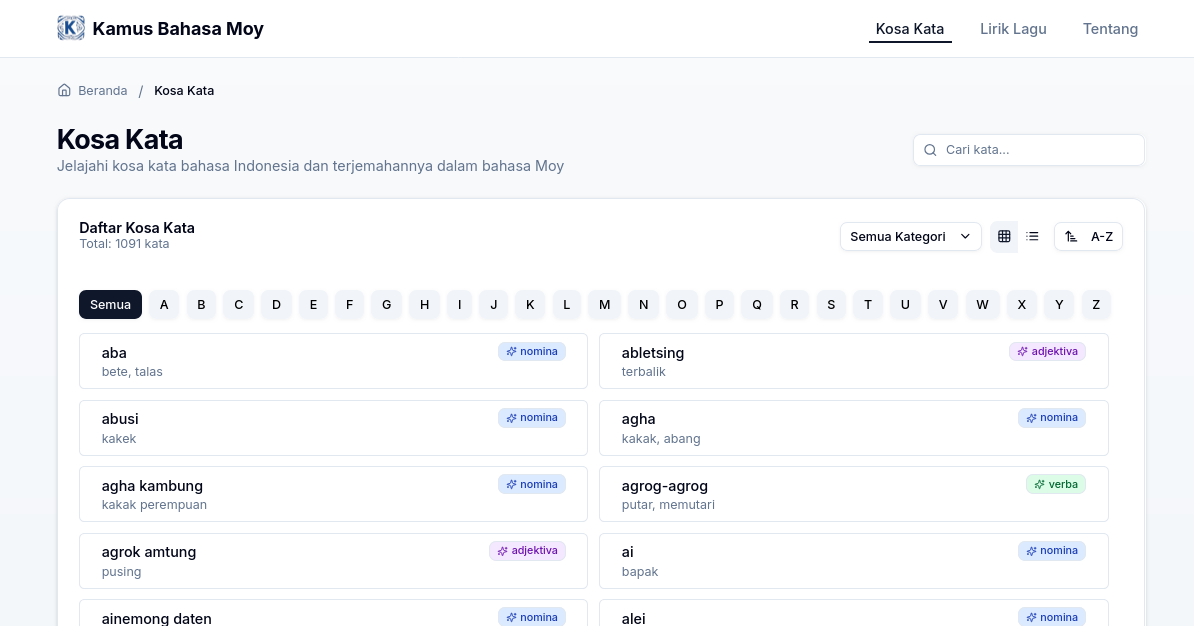 K Kamus Bahasa Moy
Kosa Kata Lirik Lagu Tentang
Beranda / Kosa Kata
Kosa Kata
Jelajahi kosa kata bahasa Indonesia dan terjemahannya dalam bahasa Moy
Cari kata...
Daftar Kosa Kata
Total: 1091 kata
Semua Kategori A-Z
Semua A B C D E F G H I J K L M N O P Q R S T U V W X Y Z
aba nomina
bete, talas
abletsing adjektiva
terbalik
abusi nomina
kakek
agha nomina
kakak, abang
agha kambung nomina
kakak perempuan
agrog-agrog verba
putar, memutari
agrok amtung adjektiva
pusing
ai nomina
bapak
ainemong daten nomina
alei nomina